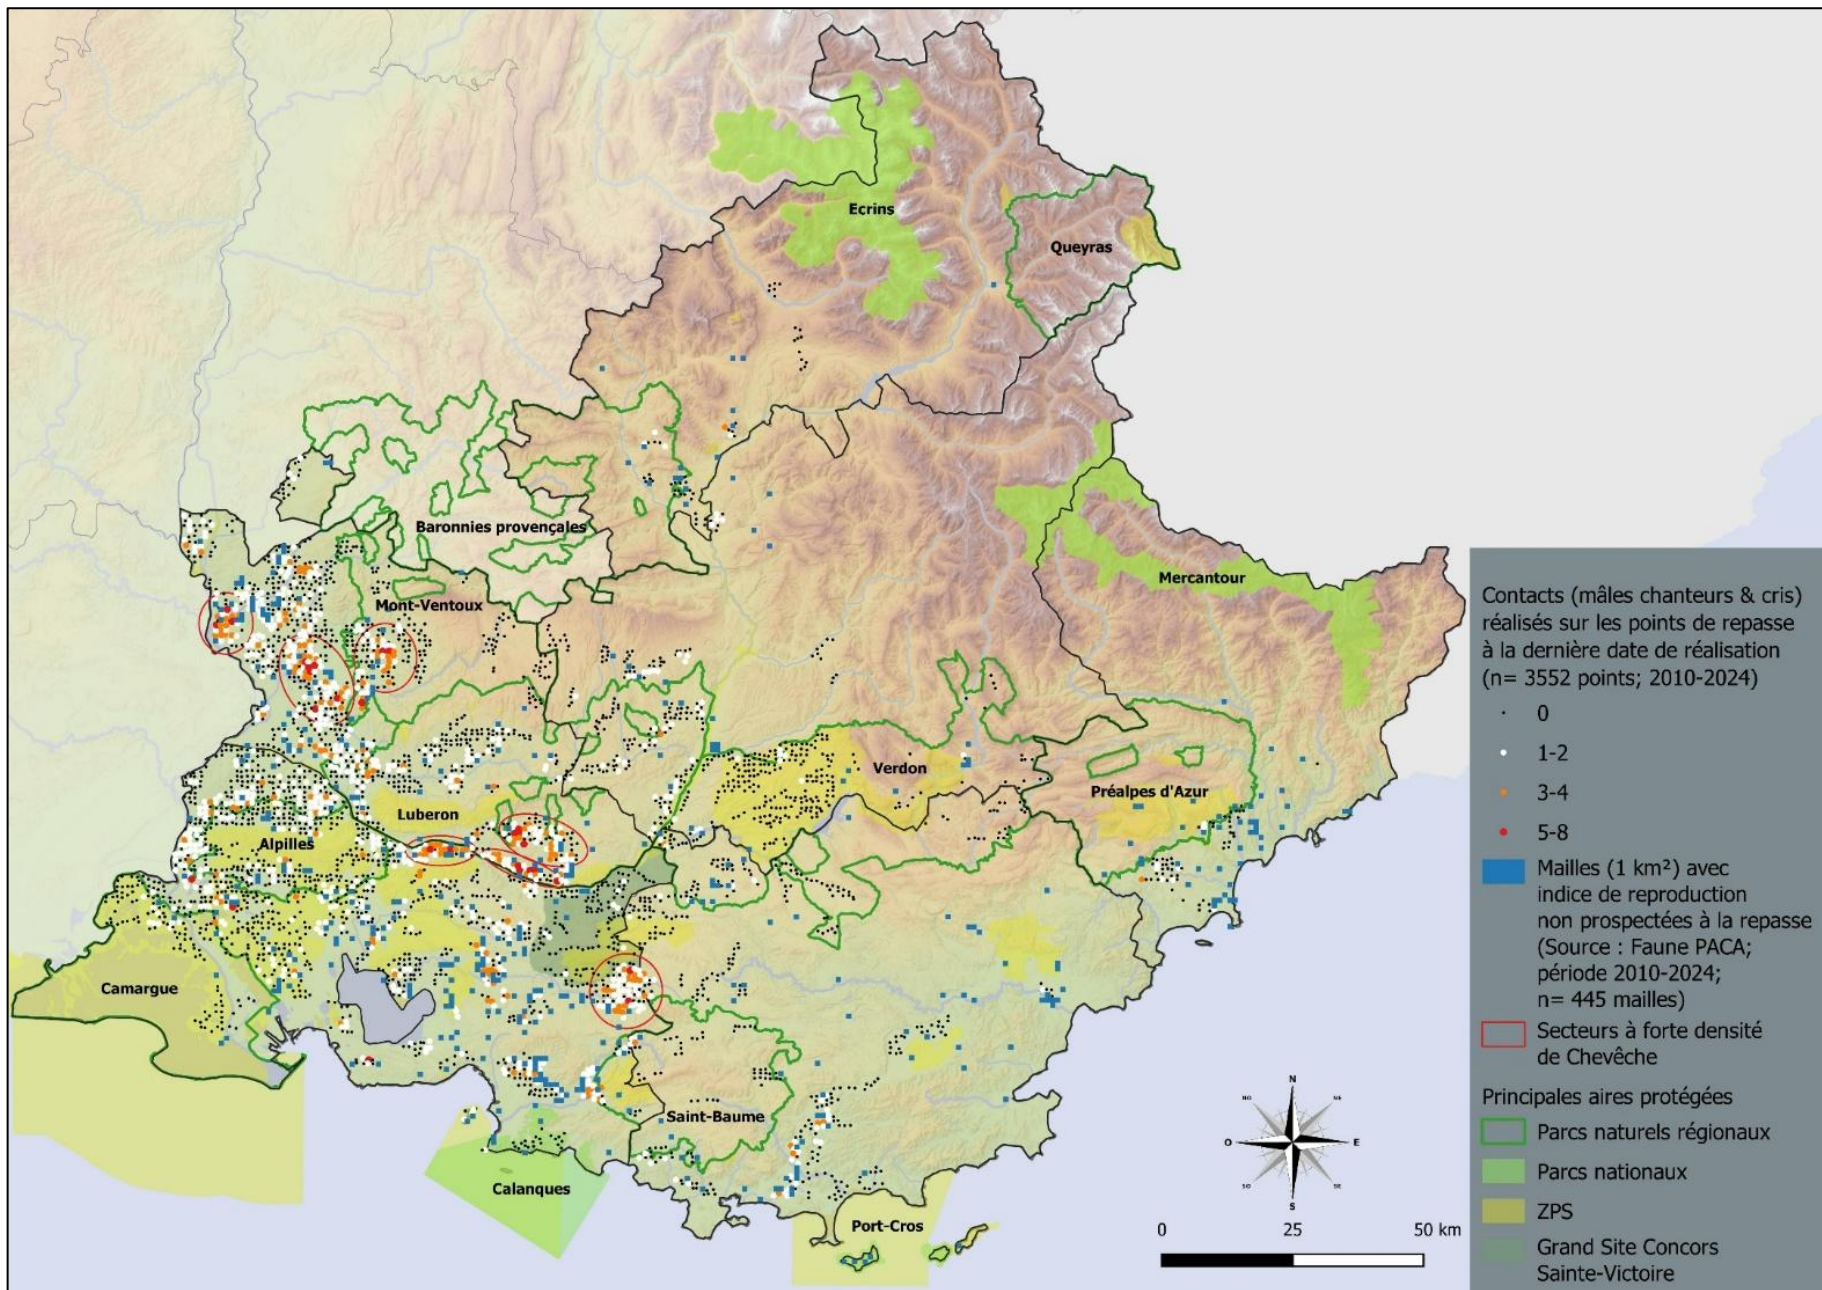 Ecrins
Queyras
Baronnies provençales
Mercantour
Mont-Ventoux
Verdon
Préalpes d'Azur
Luberon
Alpilles
Camargue
Saint-Baume
Calanques
Port-Cros
Contacts (mâles chanteurs & cris)
réalisés sur les points de repasse
à la dernière date de réalisation
(n= 3552 points; 2010-2024)
0
1-2
3-4
5-8
Mailles (1 km²) avec
indice de reproduction
non prospectées à la repasse
(Source : Faune PACA;
période 2010-2024;
n= 445 mailles)
Secteurs à forte densité
de Chevêche
Principales aires protégées
Parcs naturels régionaux
Parcs nationaux
ZPS
Grand Site Concors
Sainte-Victoire
N
NO
NE
O
E
SO
SE
S
0 25 50 km